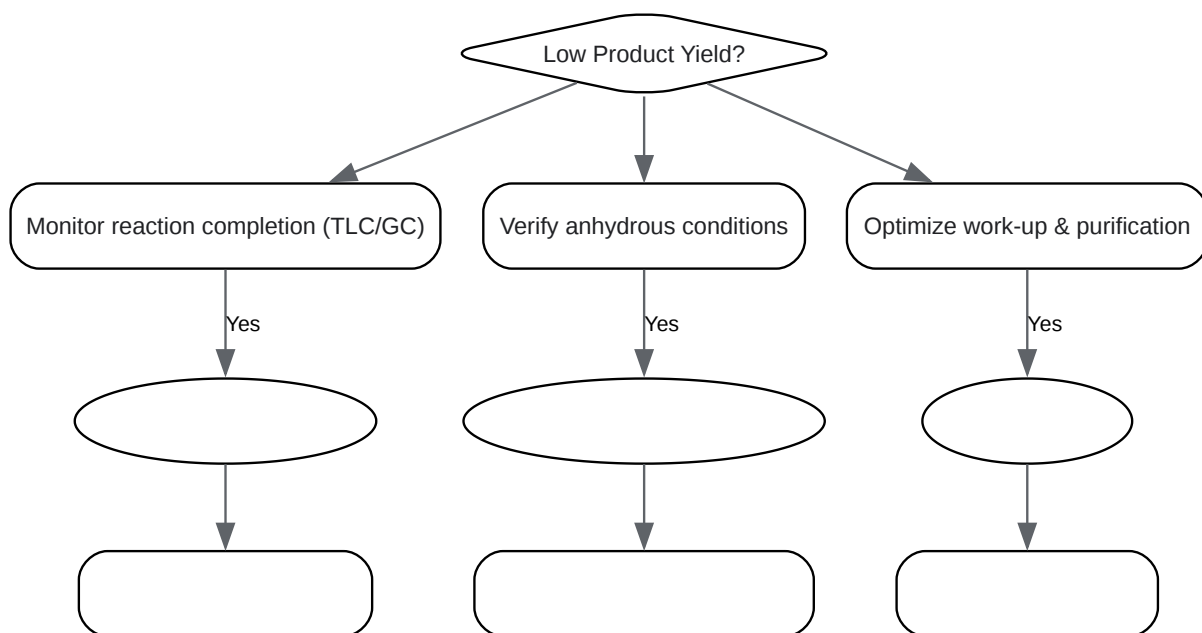 Low Product Yield?
Monitor reaction completion (TLC/GC)
Verify anhydrous conditions
Optimize work-up & purification
Yes
Yes
Yes